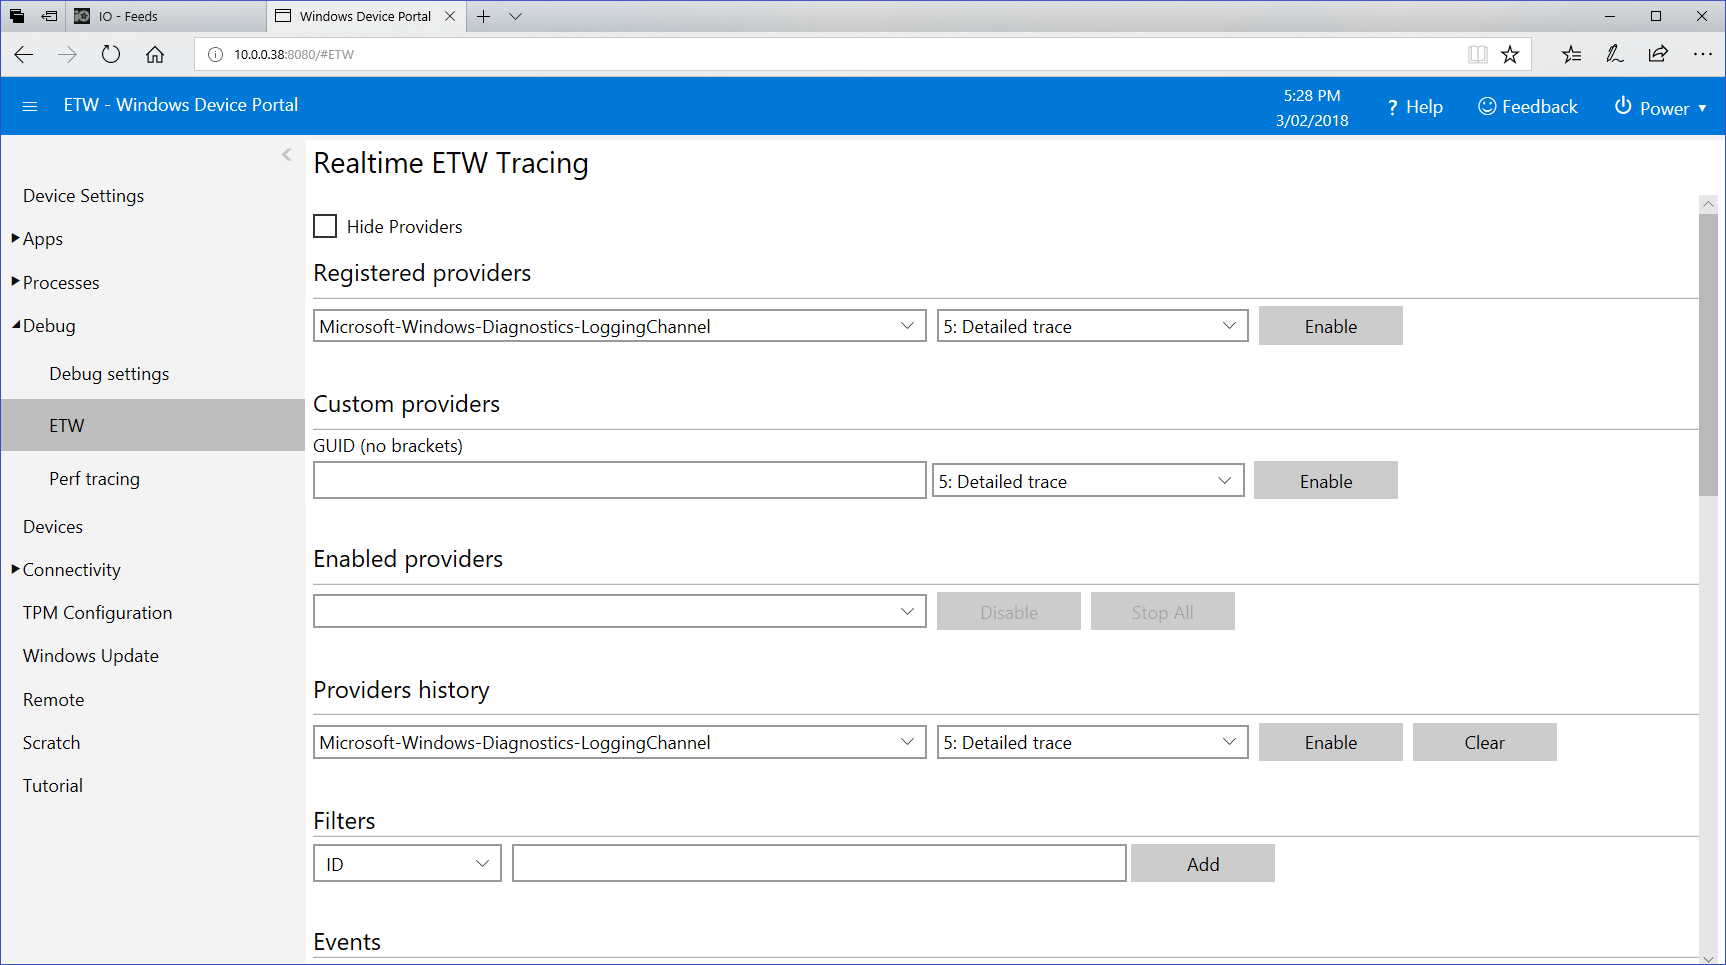 IO - Feeds
Windows Device Portal
10.0.0.38:8080/#ETW
ETW - Windows Device Portal
5:28 PM
3/02/2018
? Help
Feedback
Power
Device Settings
Apps
Processes
Debug
Debug settings
ETW
Perf tracing
Devices
Connectivity
TPM Configuration
Windows Update
Remote
Scratch
Tutorial
Realtime ETW Tracing
Hide Providers
Registered providers
Microsoft-Windows-Diagnostics-LoggingChannel 5: Detailed trace Enable
Custom providers
GUID (no brackets)
5: Detailed trace Enable
Enabled providers
Disable Stop All
Providers history
Microsoft-Windows-Diagnostics-LoggingChannel 5: Detailed trace Enable Clear
Filters
ID Add
Events